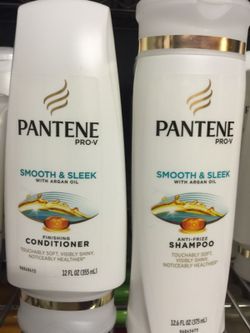 PANTENE
PRO-V
SMOOTH & SLEEK
WITH ARGAN OIL
FINISHING
CONDITIONER
TOUCHABLY SOFT,
VISIBLY SHINY,
NOTICEABLY HEALTHIER*
12 FL OZ (355 mL)
PANTENE
PRO-V
SMOOTH & SLEEK
WITH ARGAN OIL
ANTI-FRIZZ
SHAMPOO
TOUCHABLY SOFT,
VISIBLY SHINY,
NOTICEABLY HEALTHIER*
12.6 FL OZ (375 mL)